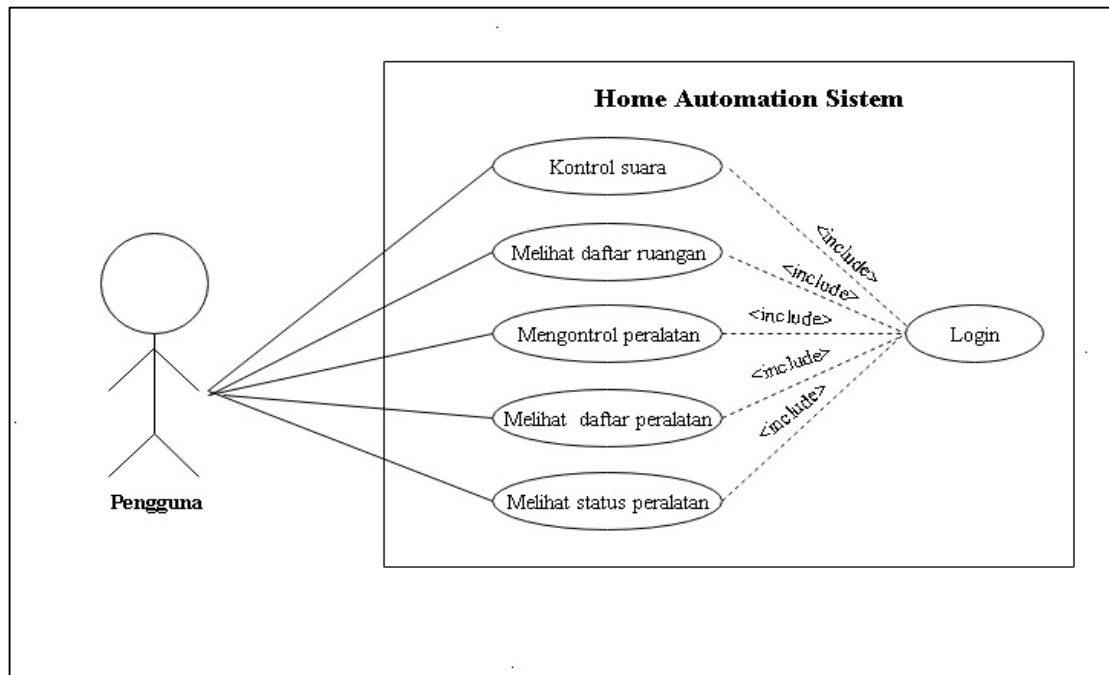 Home Automation Sistem
Kontrol suara
<include>
Melihat daftar ruangan
<include>
Mengontrol peralatan
<include>
Login
Melihat daftar peralatan
<include>
Melihat status peralatan
<include>
Pengguna